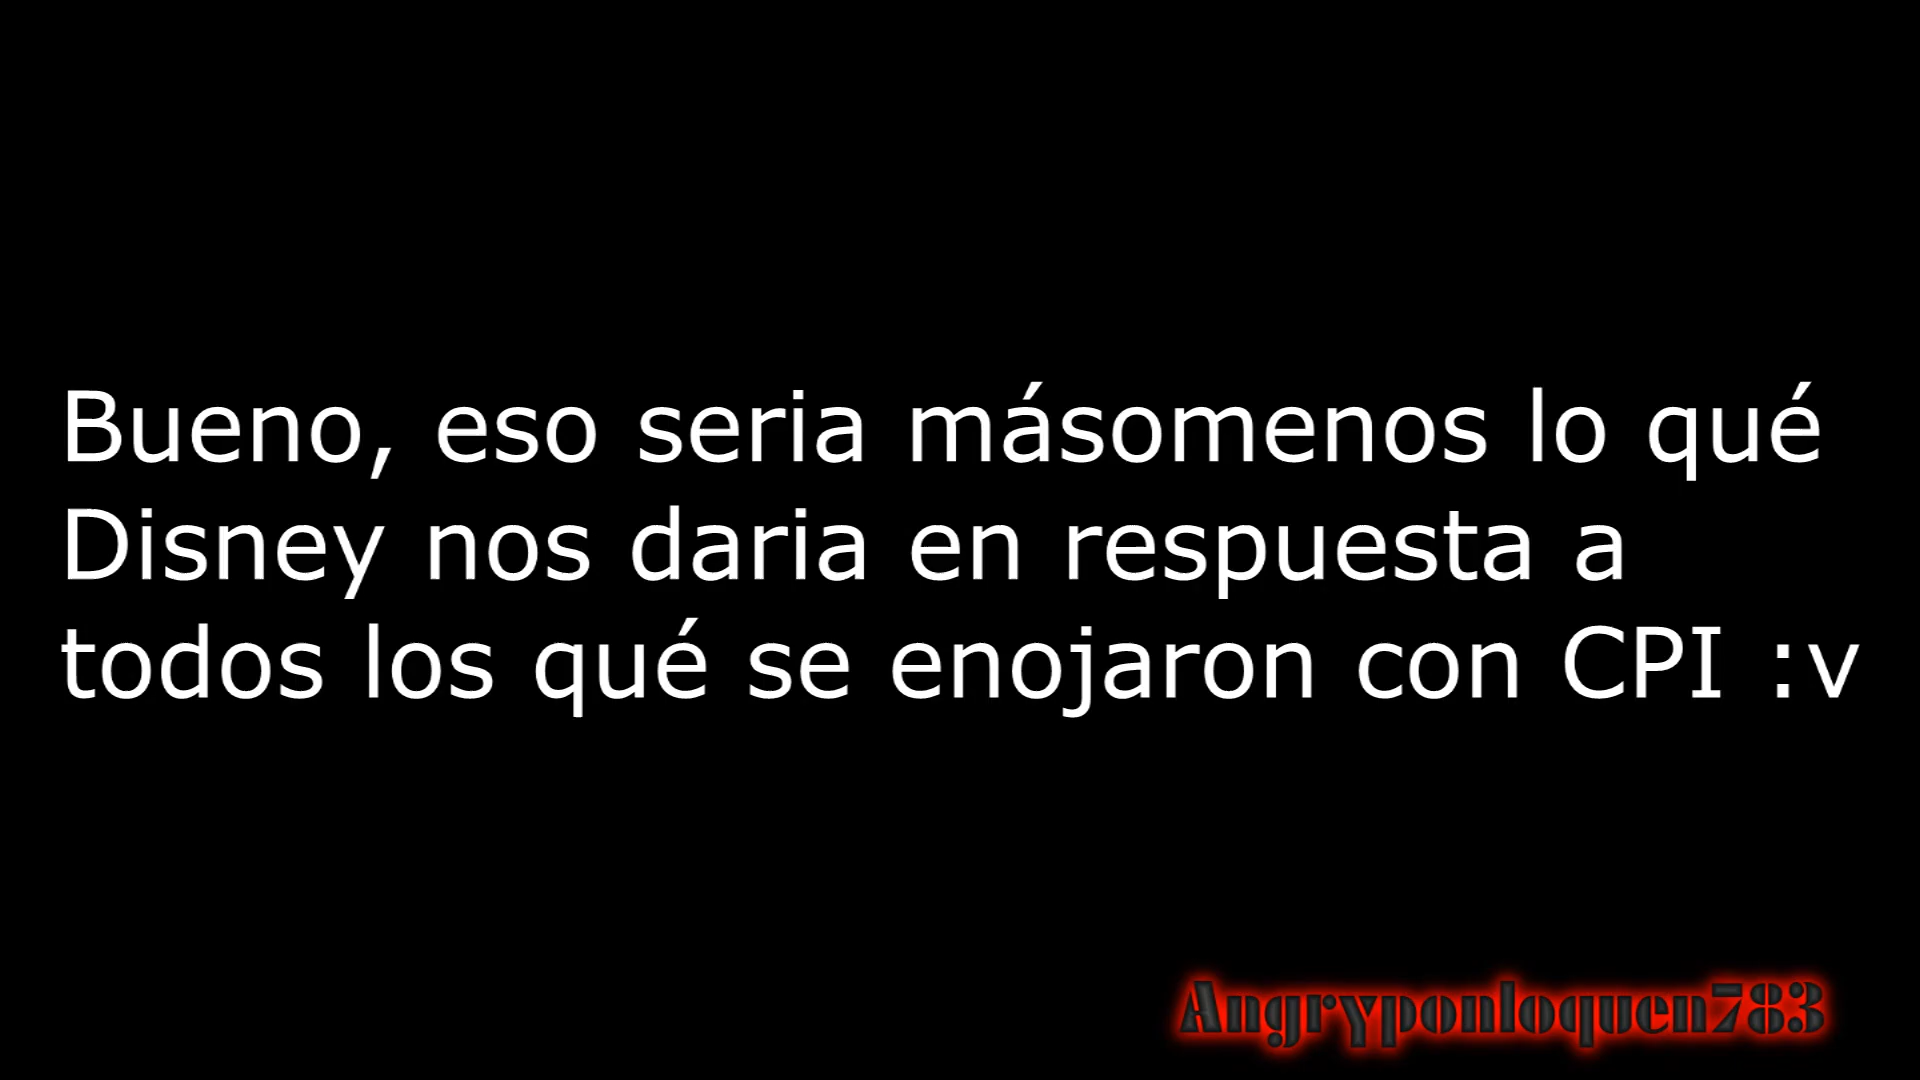 Bueno, eso seria másomenos lo qué
Disney nos daria en respuesta a
todos los qué se enojaron con CPI :v
Angryponloquen783